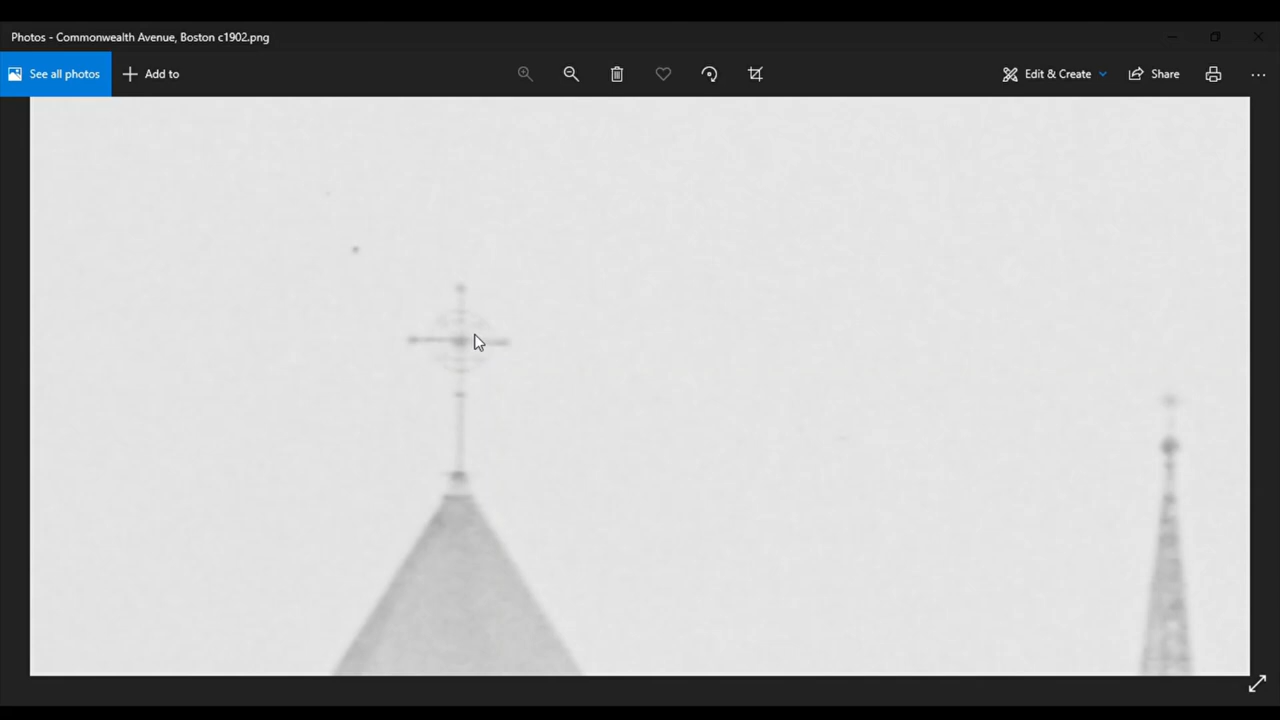 Photos - Commonwealth Avenue, Boston c1902.png
See all photos
Add to
Edit & Create
Share